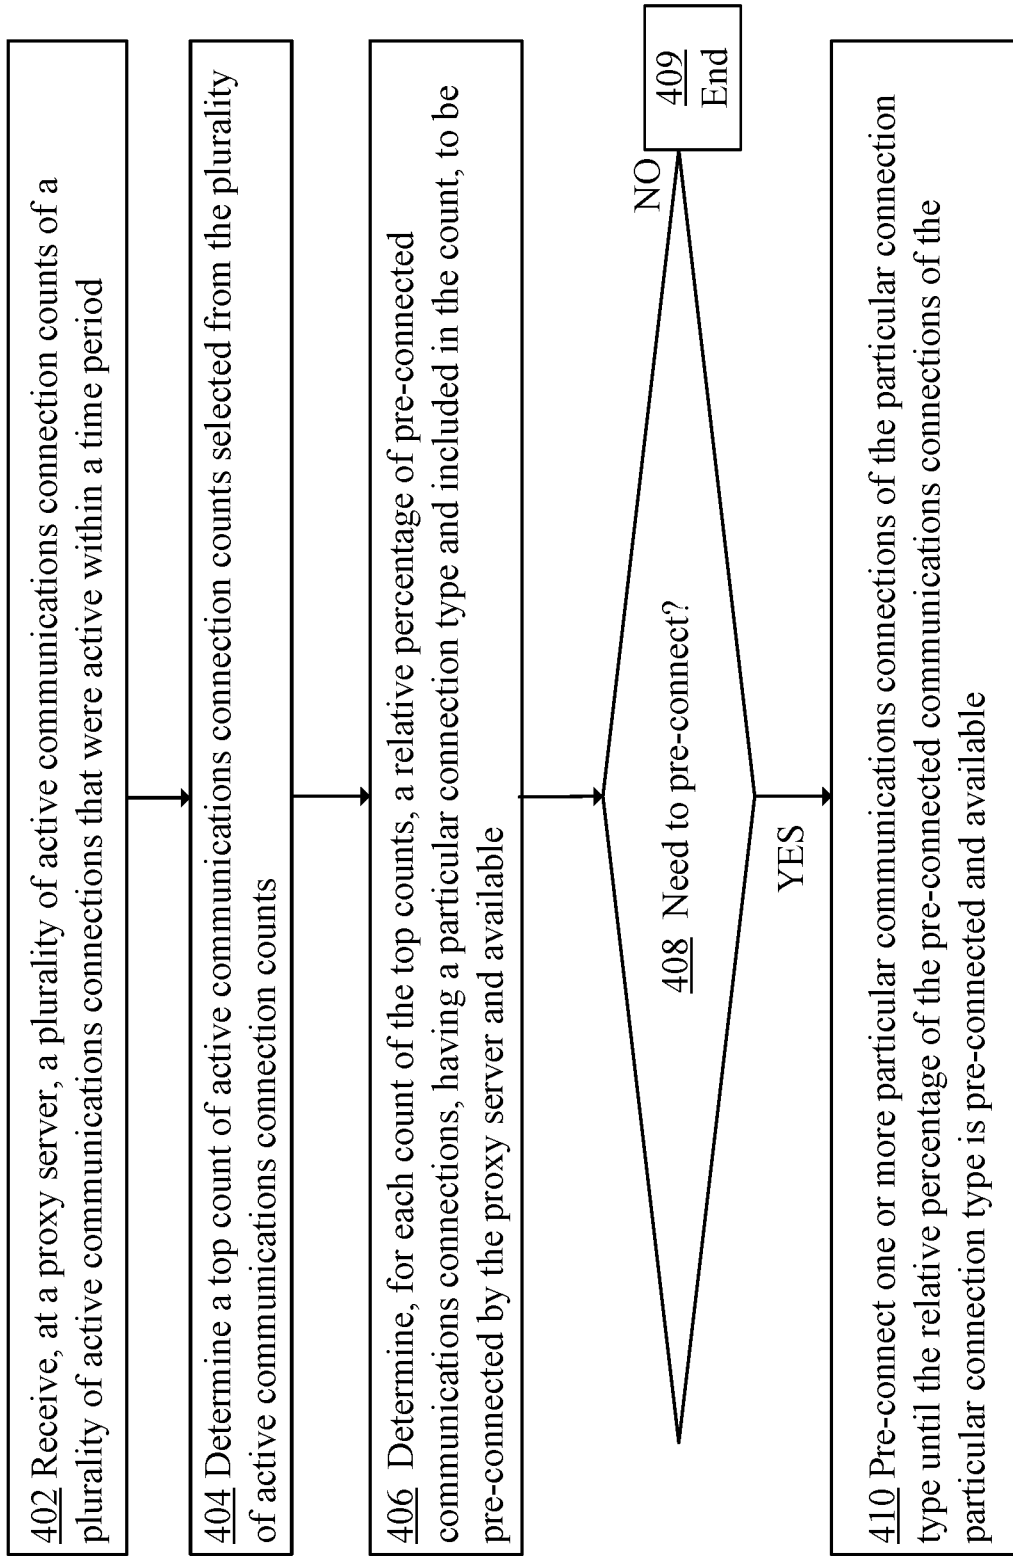 402 Receive, at a proxy server, a plurality of active communications connection counts of a
plurality of active communications connections that were active within a time period
404 Determine a top count of active communications connection counts selected from the plurality
of active communications connection counts
406 Determine, for each count of the top counts, a relative percentage of pre-connected
communications connections, having a particular connection type and included in the count, to be
pre-connected by the proxy server and available
408 Need to pre-connect?
NO
409
End
YES
410 Pre-connect one or more particular communications connections of the particular connection
type until the relative percentage of the pre-connected communications connections of the
particular connection type is pre-connected and available